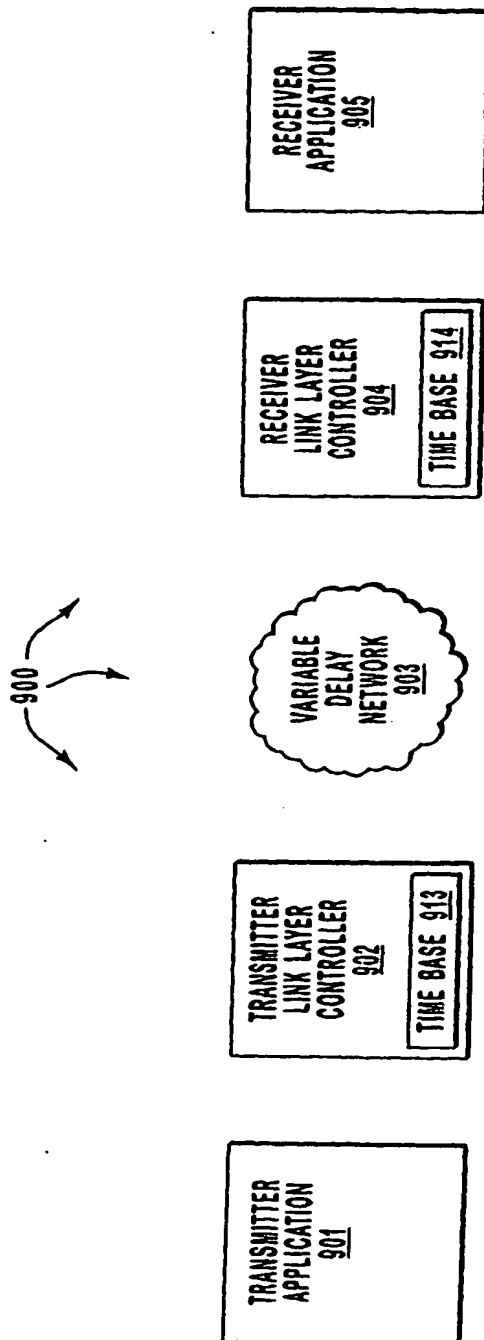 900
TRANSMITTER
APPLICATION
901
TRANSMITTER
LINK LAYER
CONTROLLER
902
TIME BASE 913
VARIABLE
DELAY
NETWORK
903
RECEIVER
LINK LAYER
CONTROLLER
904
TIME BASE 914
RECEIVER
APPLICATION
905